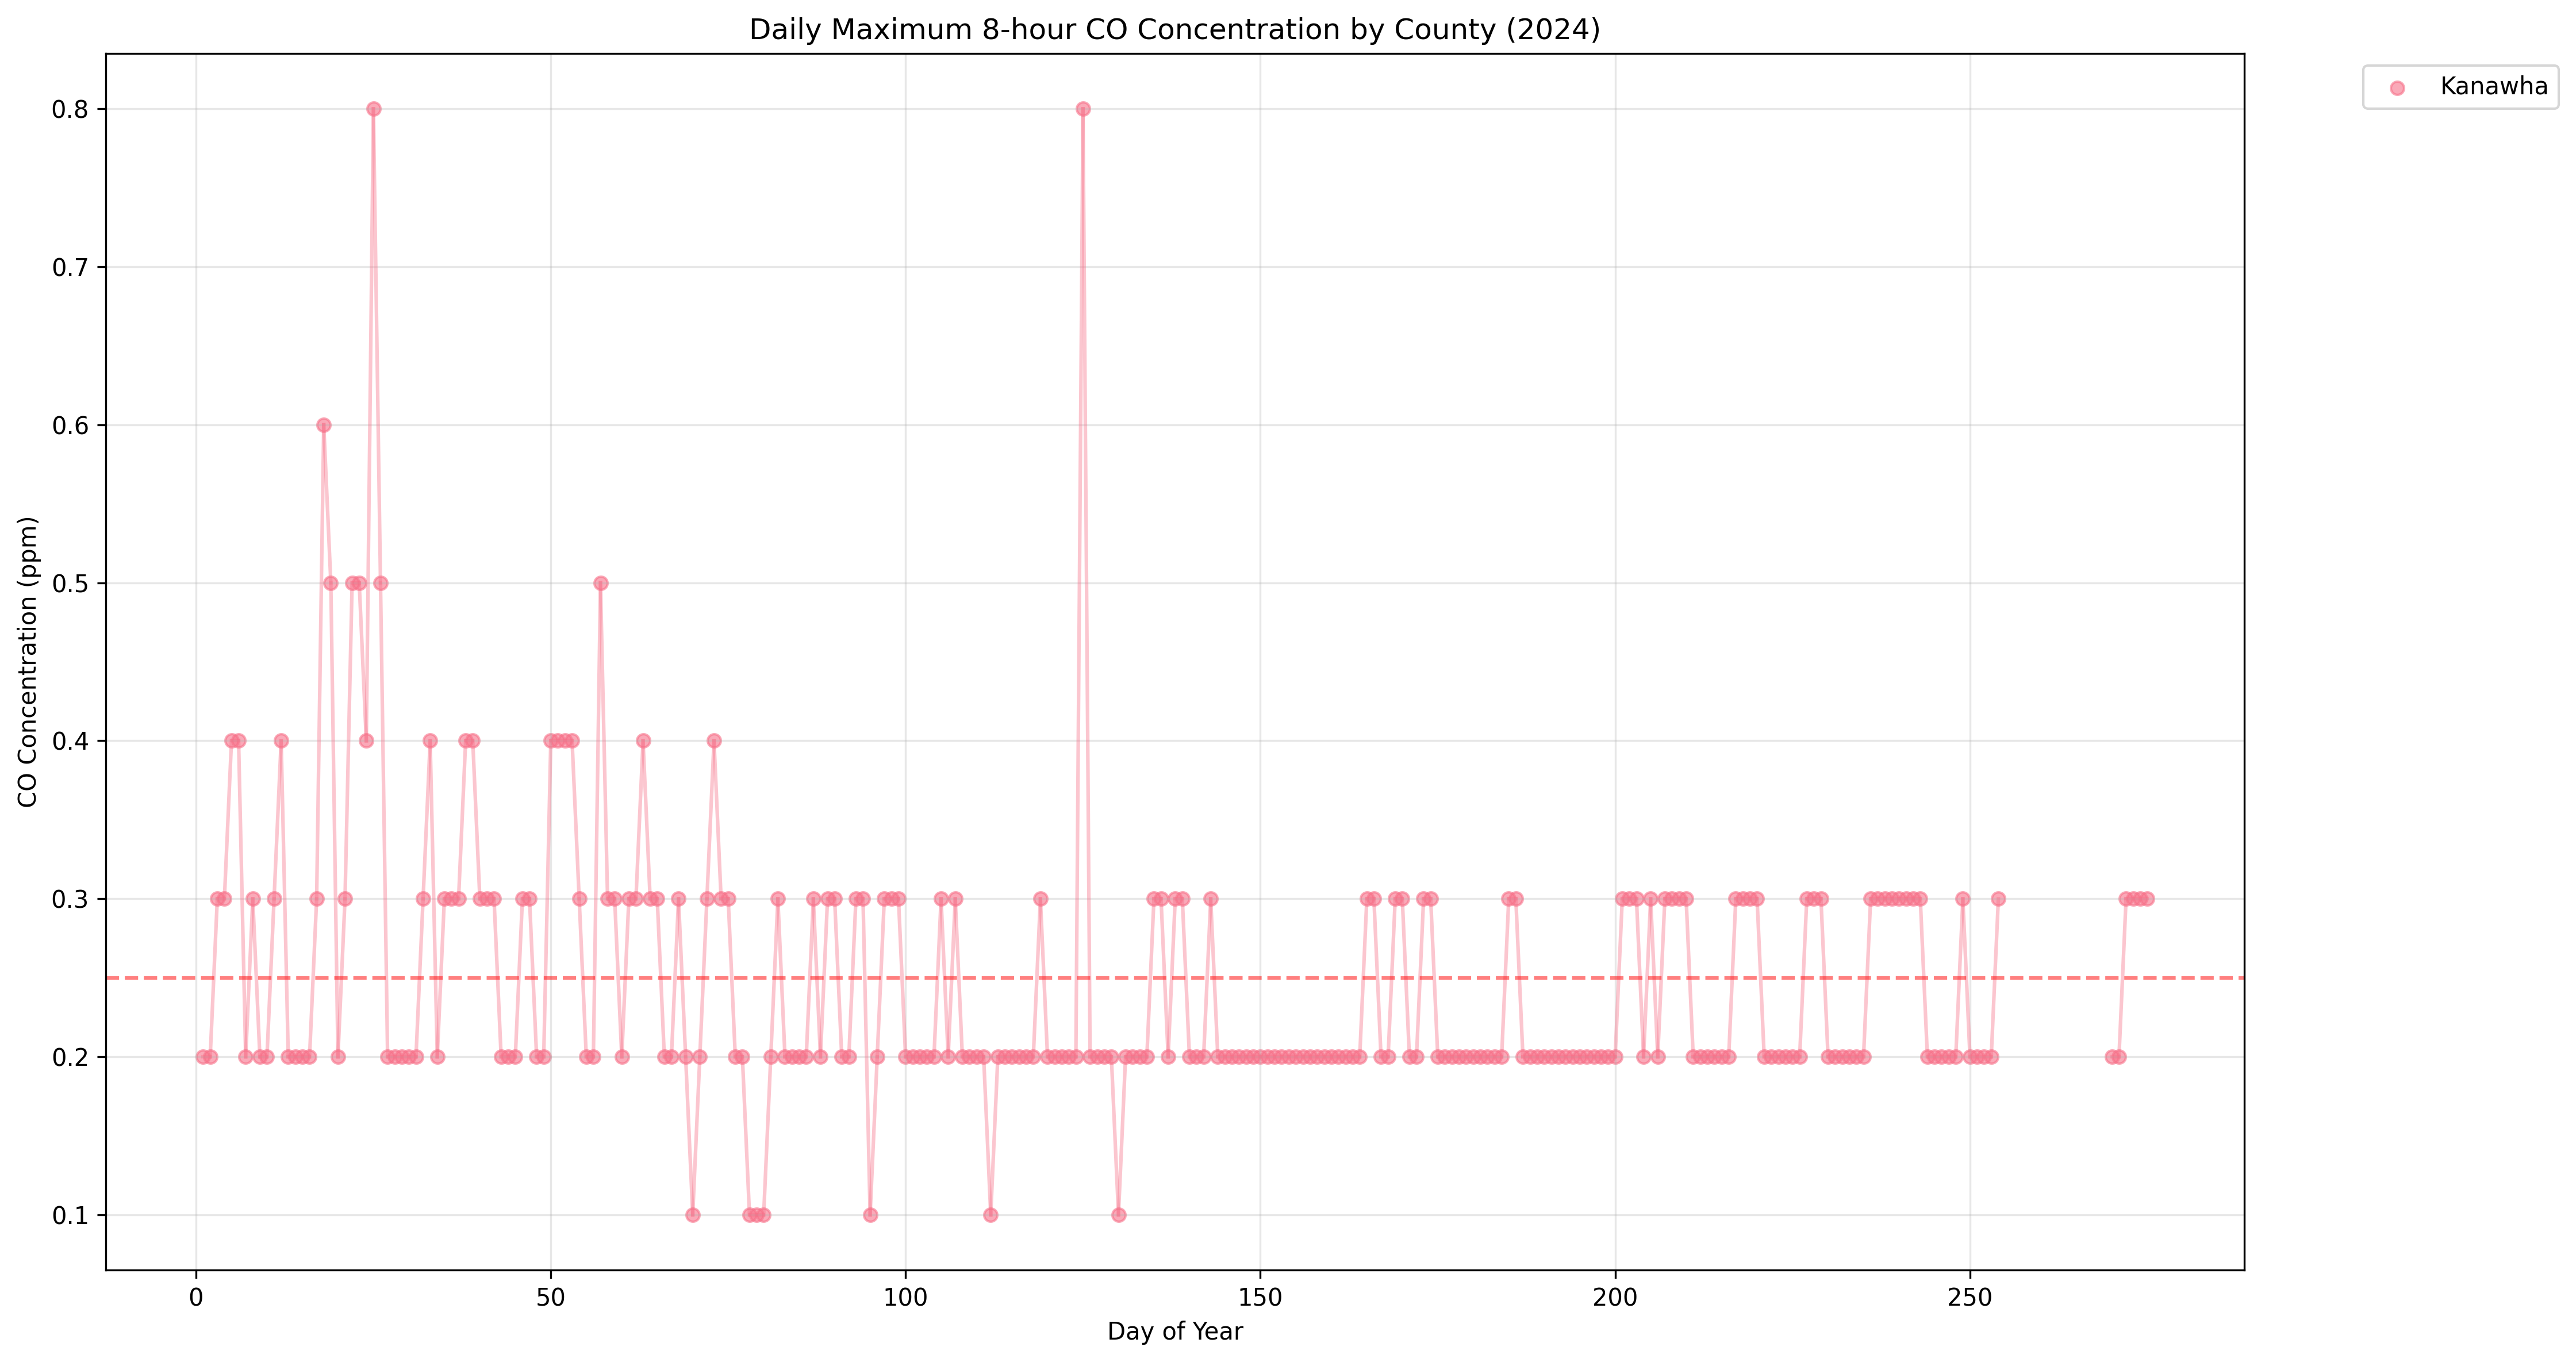 Daily Maximum 8-hour CO Concentration by County (2024)
Kanawha
CO Concentration (ppm)
0.8
0.7
0.6
0.5
0.4
0.3
0.2
0.1
0 50 100 150 200 250
Day of Year